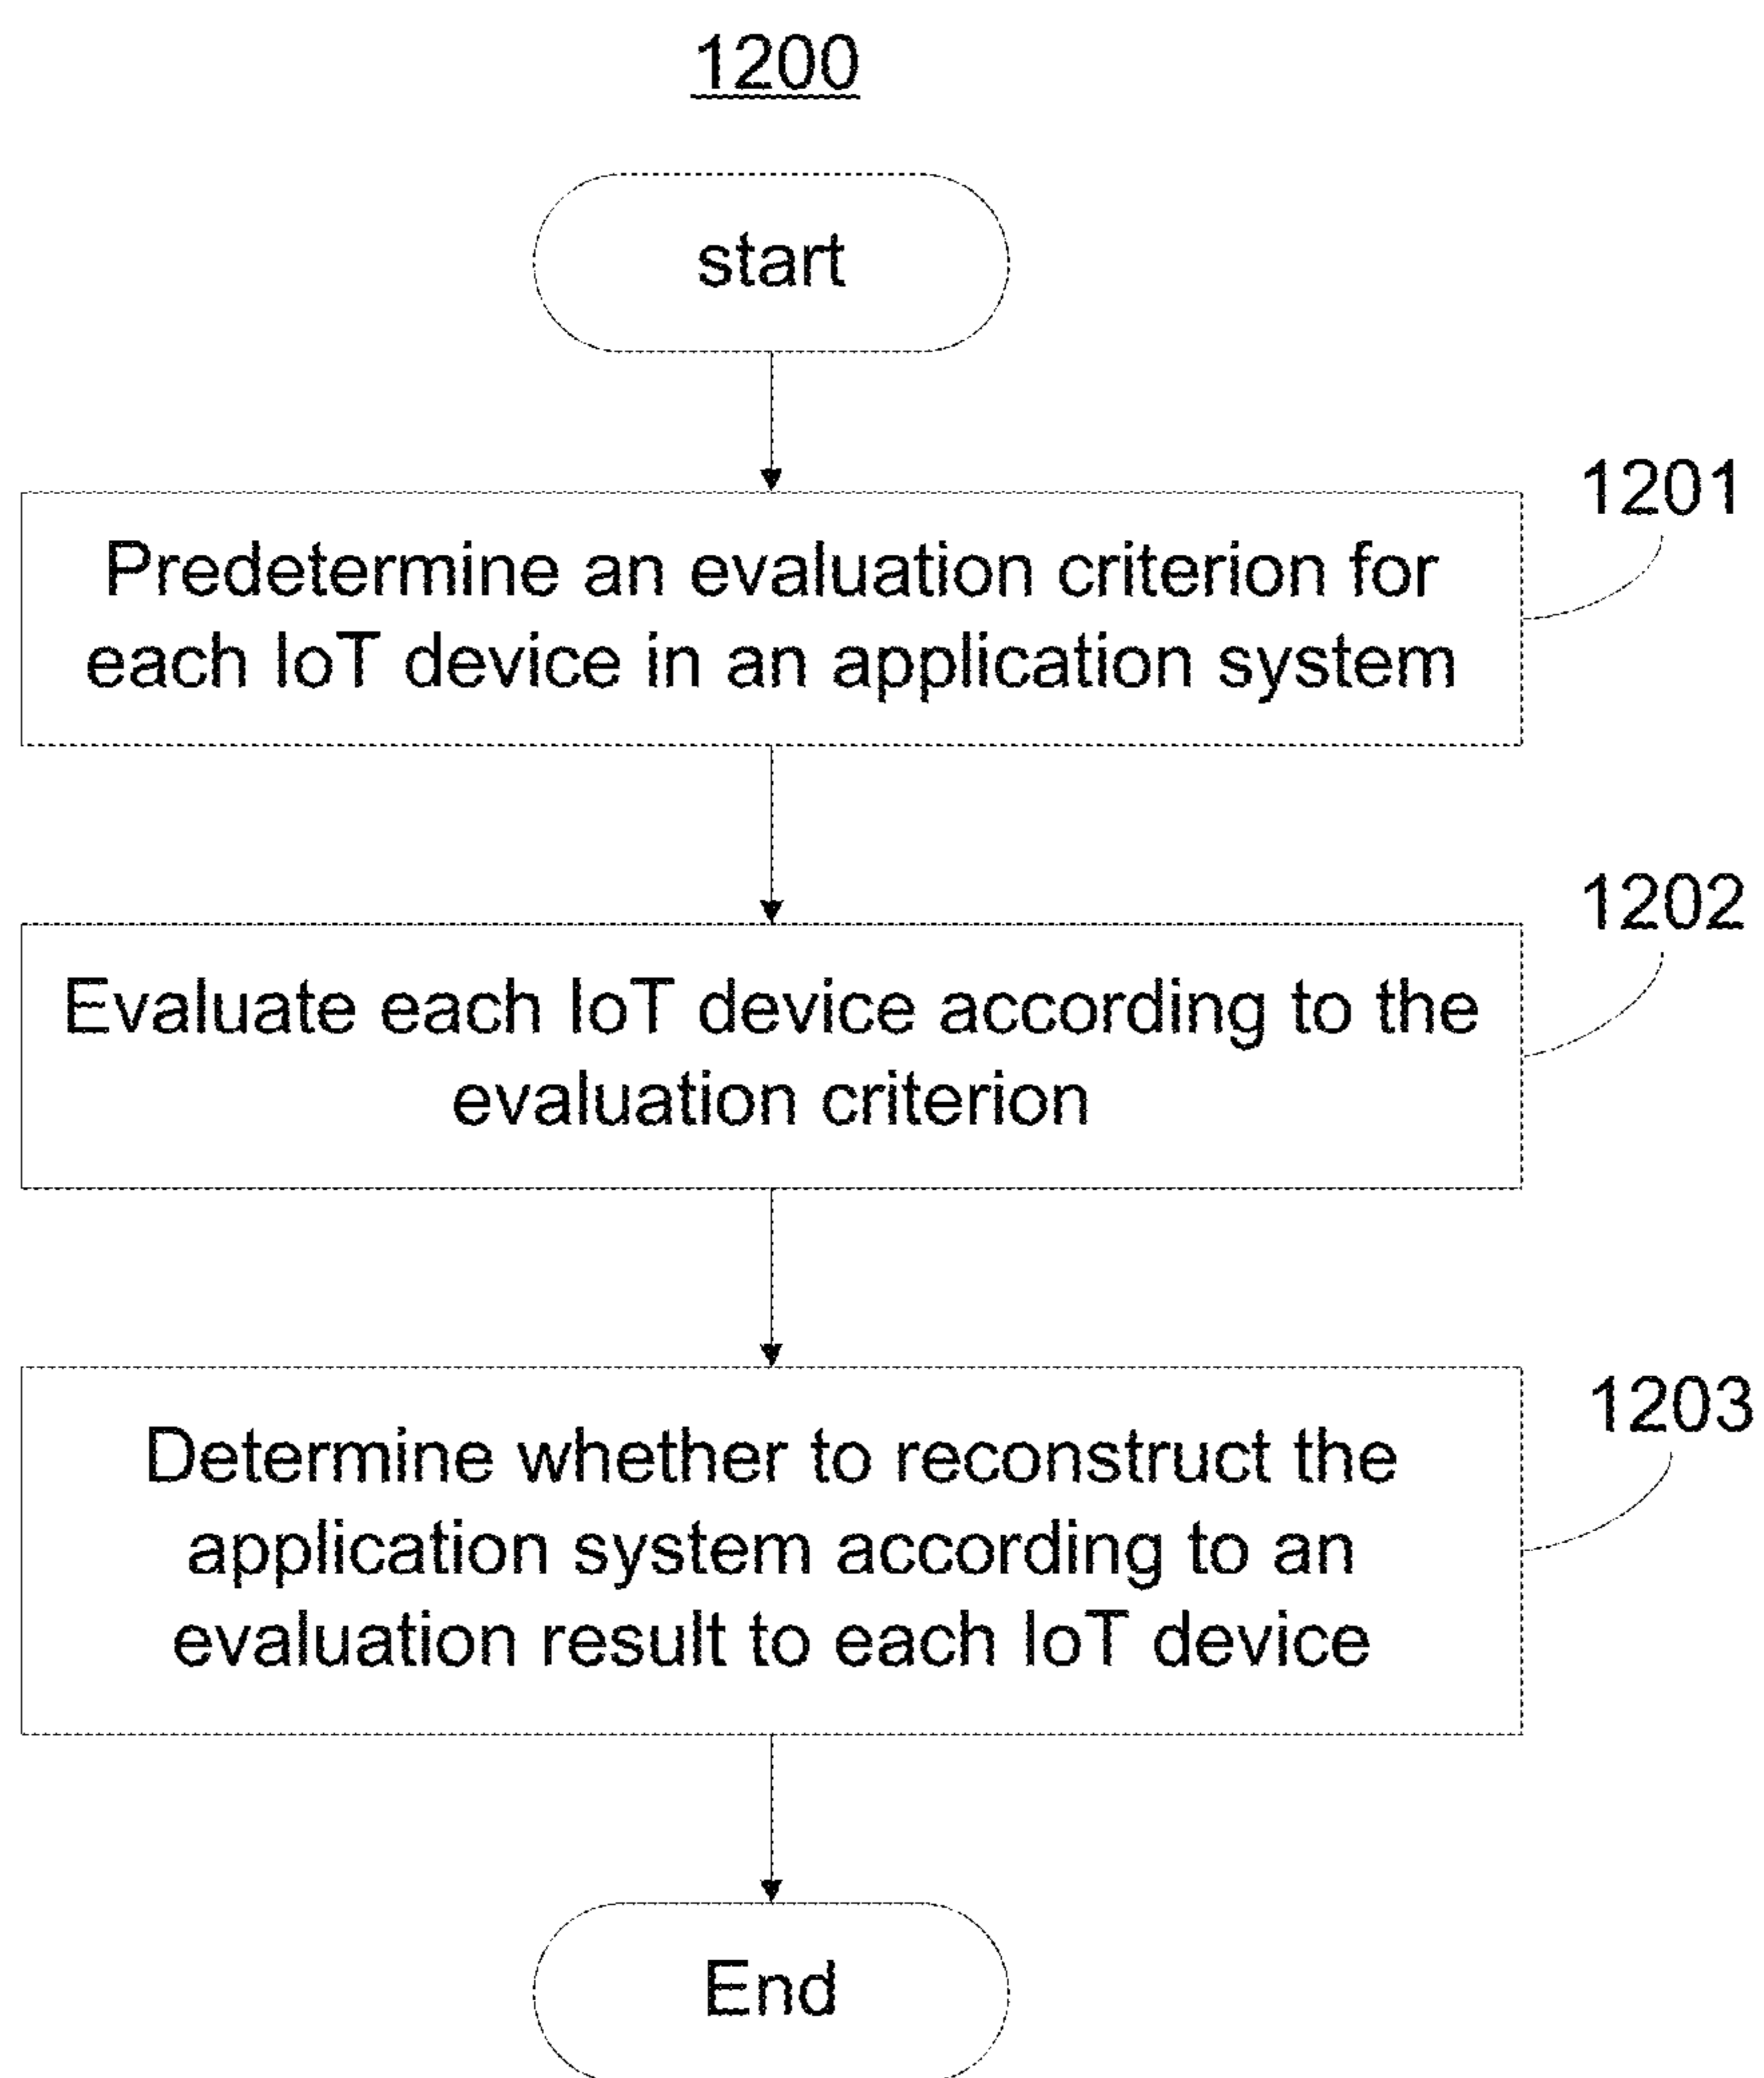 1200
start
1201
Predetermine an evaluation criterion for
each IoT device in an application system
1202
Evaluate each IoT device according to the
evaluation criterion
1203
Determine whether to reconstruct the
application system according to an
evaluation result to each IoT device
End